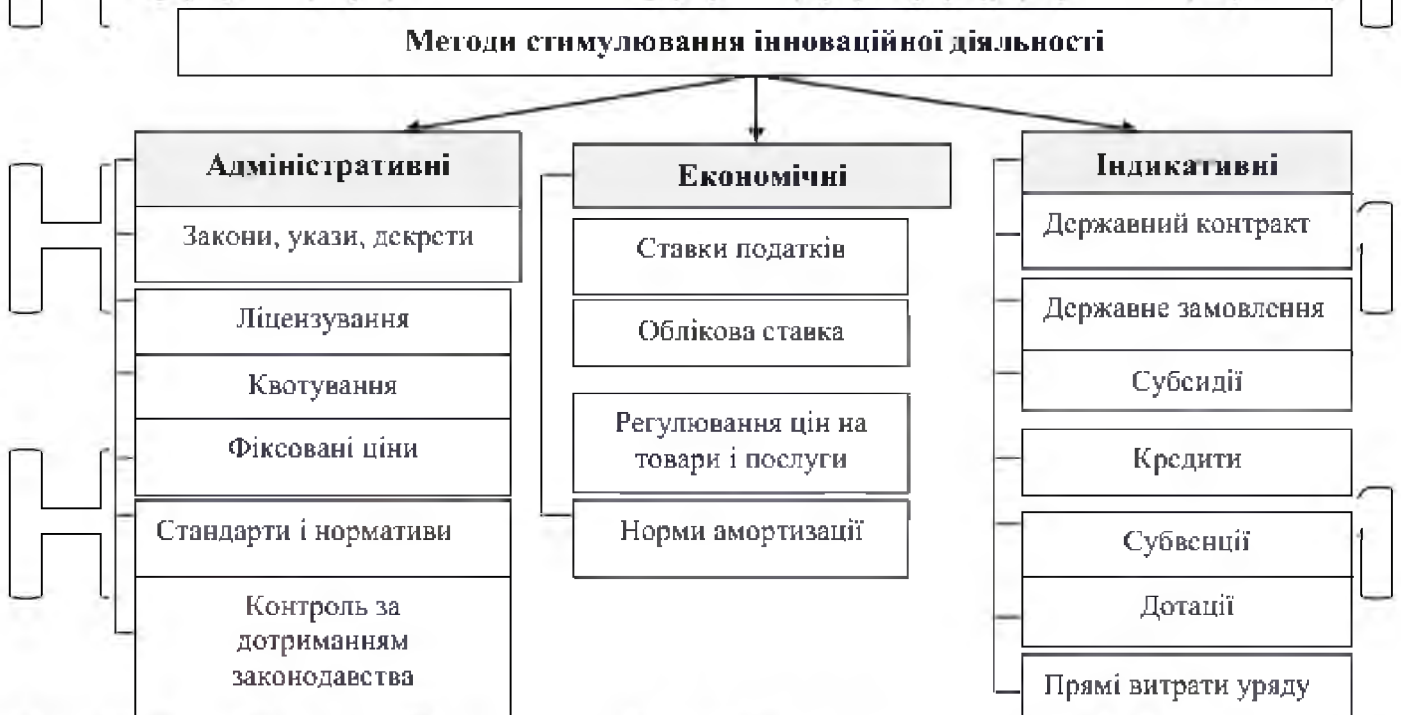 Методи стимулювання інноваційної діяльності
Адміністративні
Закони, укази, декрети
Ліцензування
Квотування
Фіксовані ціни
Стандарти і нормативи
Контроль за
дотриманням
законодавства
Економічні
Ставки податків
Облікова ставка
Регулювання цін на
товари і послуги
Норми амортизації
Індикативні
Державний контракт
Державне замовлення
Субсидії
Кредити
Субвенції
Дотації
Прямі витрати уряду